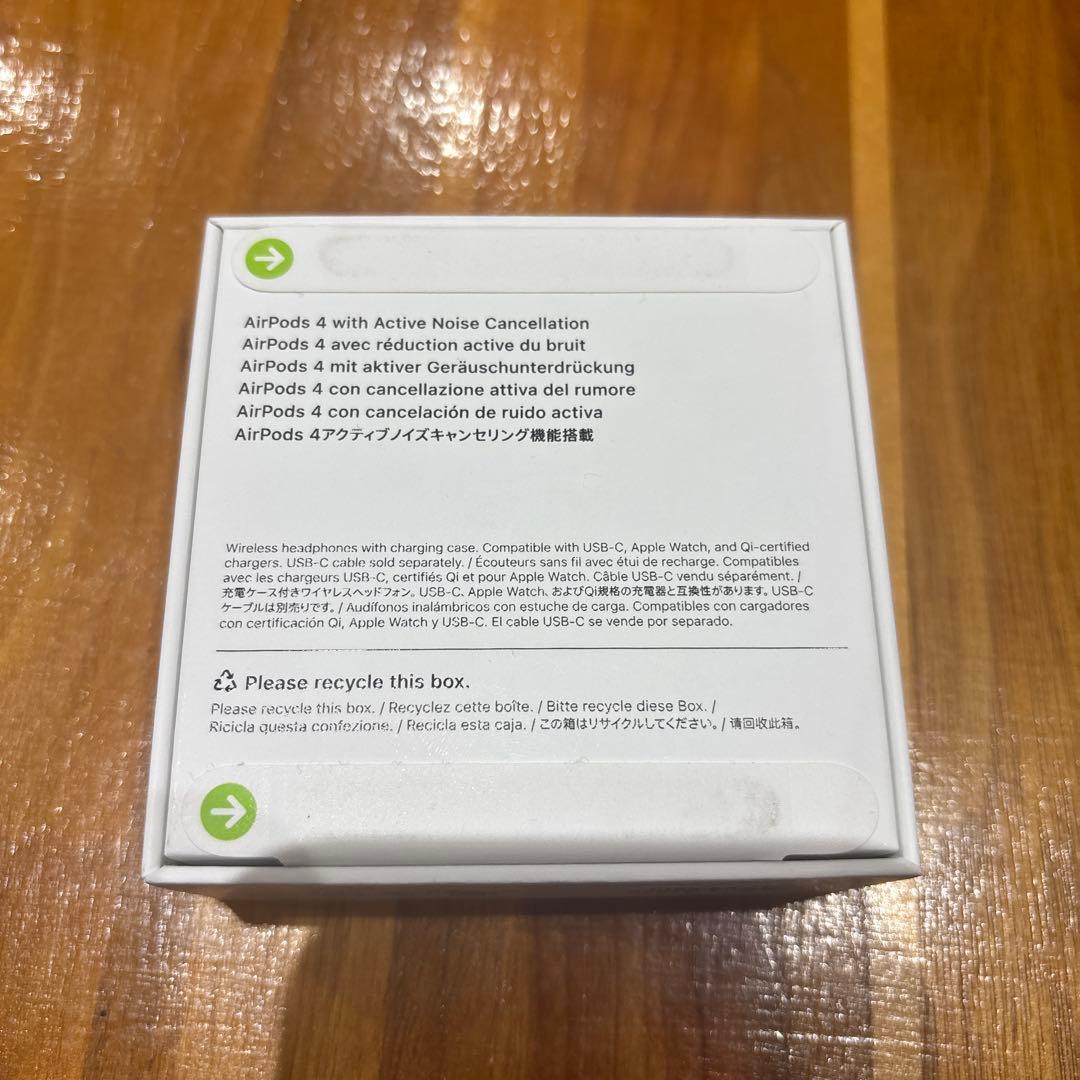 AirPods 4 with Active Noise Cancellation
AirPods 4 avec réduction active du bruit
AirPods 4 mit aktiver Geräuschunterdrückung
AirPods 4 con cancellazione attiva del rumore
AirPods 4 con cancelación de ruido activa
AirPods 4アクティブノイズキャンセリング機能搭載
Wireless headphones with charging case. Compatible with USB-C, Apple Watch, and Qi-certified
chargers. USB-C cable sold separately. / Écouteurs sans fil avec étui de recharge. Compatibles
avec les chargeurs USB-C, certifiés Qi et pour Apple Watch. Câble USB-C vendu séparément. /
充電ケース付きワイヤレスヘッドフォン。USB-C、Apple Watch、およびQi規格の充電器と互換性があります。USB-C
ケーブルは別売りです。/ Audífonos inalámbricos con estuche de carga. Compatibles con cargadores
con certificación Qi, Apple Watch y USB-C. El cable USB-C se vende por separado.
Please recycle this box.
Please recycle this box. / Recyclez cette boîte. / Bitte recycle diese Box. /
Ricicla questa confezione. / Recicla esta caja. / この箱はリサイクルしてください。/ 请回收此箱。